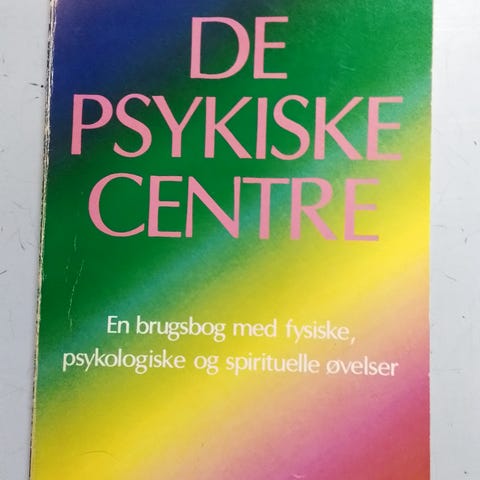 DE
PSYKISKE
CENTRE
En brugsbog med fysiske,
psykologiske og spirituelle øvelser